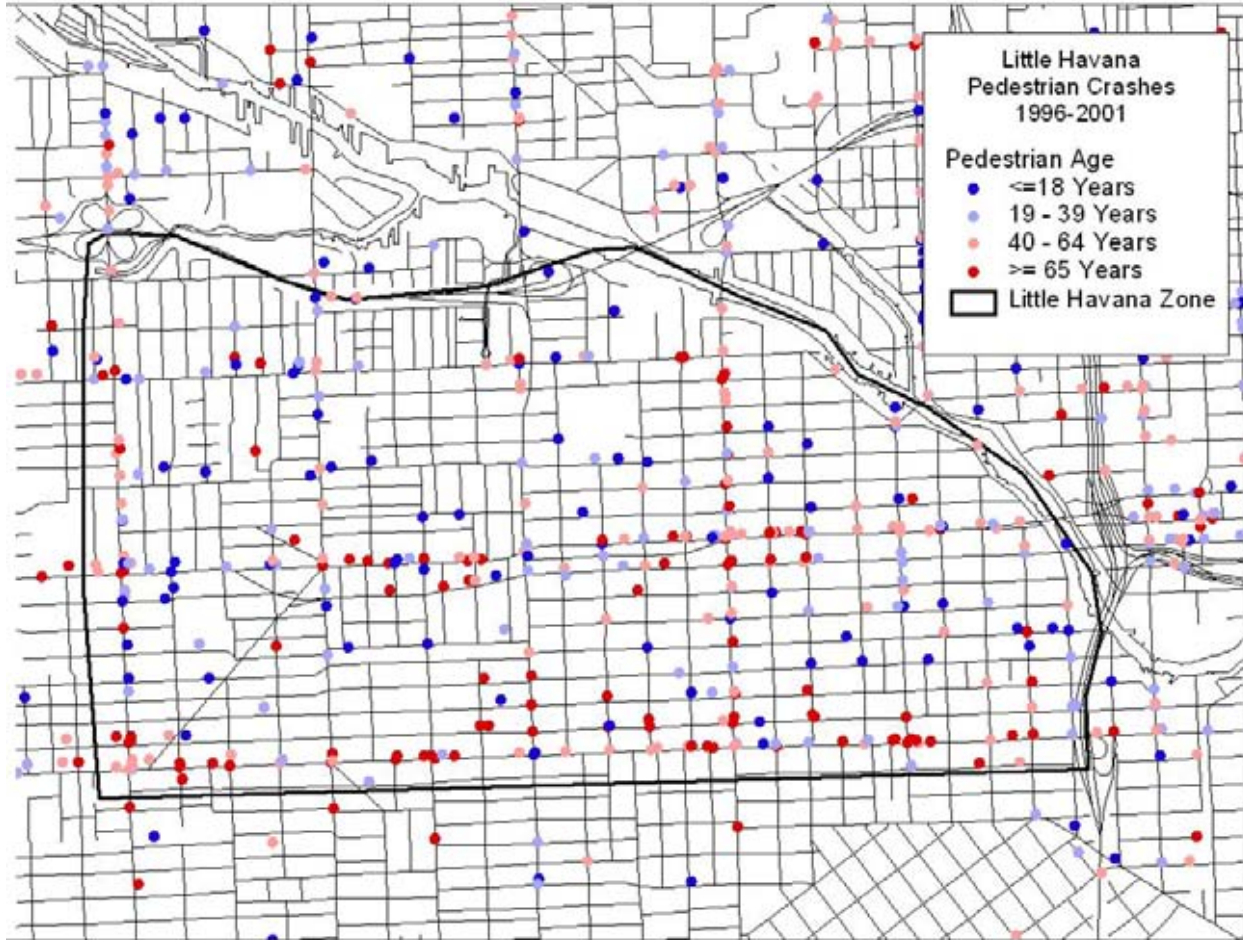 Little Havana
Pedestrian Crashes
1996-2001
Pedestrian Age
<=18 Years
19 - 39 Years
40 - 64 Years
>= 65 Years
Little Havana Zone